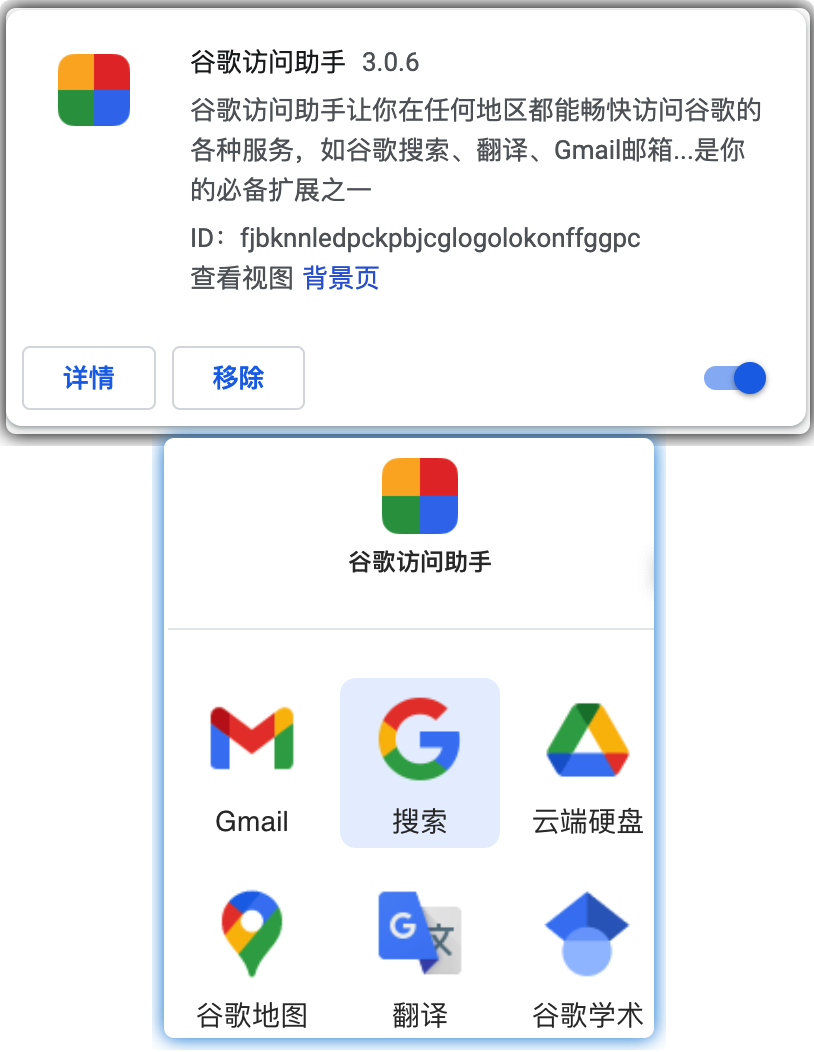 谷歌访问助手 3.0.6
谷歌访问助手让你在任何地区都能畅快访问谷歌的
各种服务，如谷歌搜索、翻译、Gmail邮箱...是你
的必备扩展之一
ID：fjbknnledpckpbjcglogolokonffggpc
查看视图 背景页
详情 移除
谷歌访问助手
Gmail 搜索 云端硬盘
G 文
谷歌地图 翻译 谷歌学术